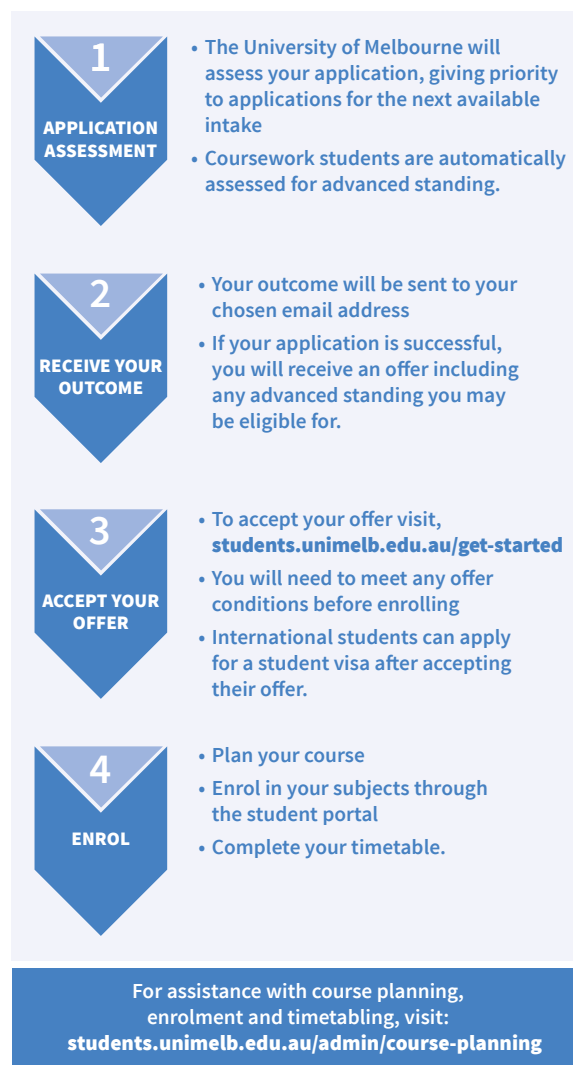 1
APPLICATION
ASSESSMENT
• The University of Melbourne will
assess your application, giving priority
to applications for the next available
intake
• Coursework students are automatically
assessed for advanced standing.
2
RECEIVE YOUR
OUTCOME
• Your outcome will be sent to your
chosen email address
• If your application is successful,
you will receive an offer including
any advanced standing you may
be eligible for.
3
ACCEPT YOUR
OFFER
• To accept your offer visit,
students.unimelb.edu.au/get-started
• You will need to meet any offer
conditions before enrolling
• International students can apply
for a student visa after accepting
their offer.
4
ENROL
• Plan your course
• Enrol in your subjects through
the student portal
• Complete your timetable.
For assistance with course planning,
enrolment and timetabling, visit:
students.unimelb.edu.au/admin/course-planning